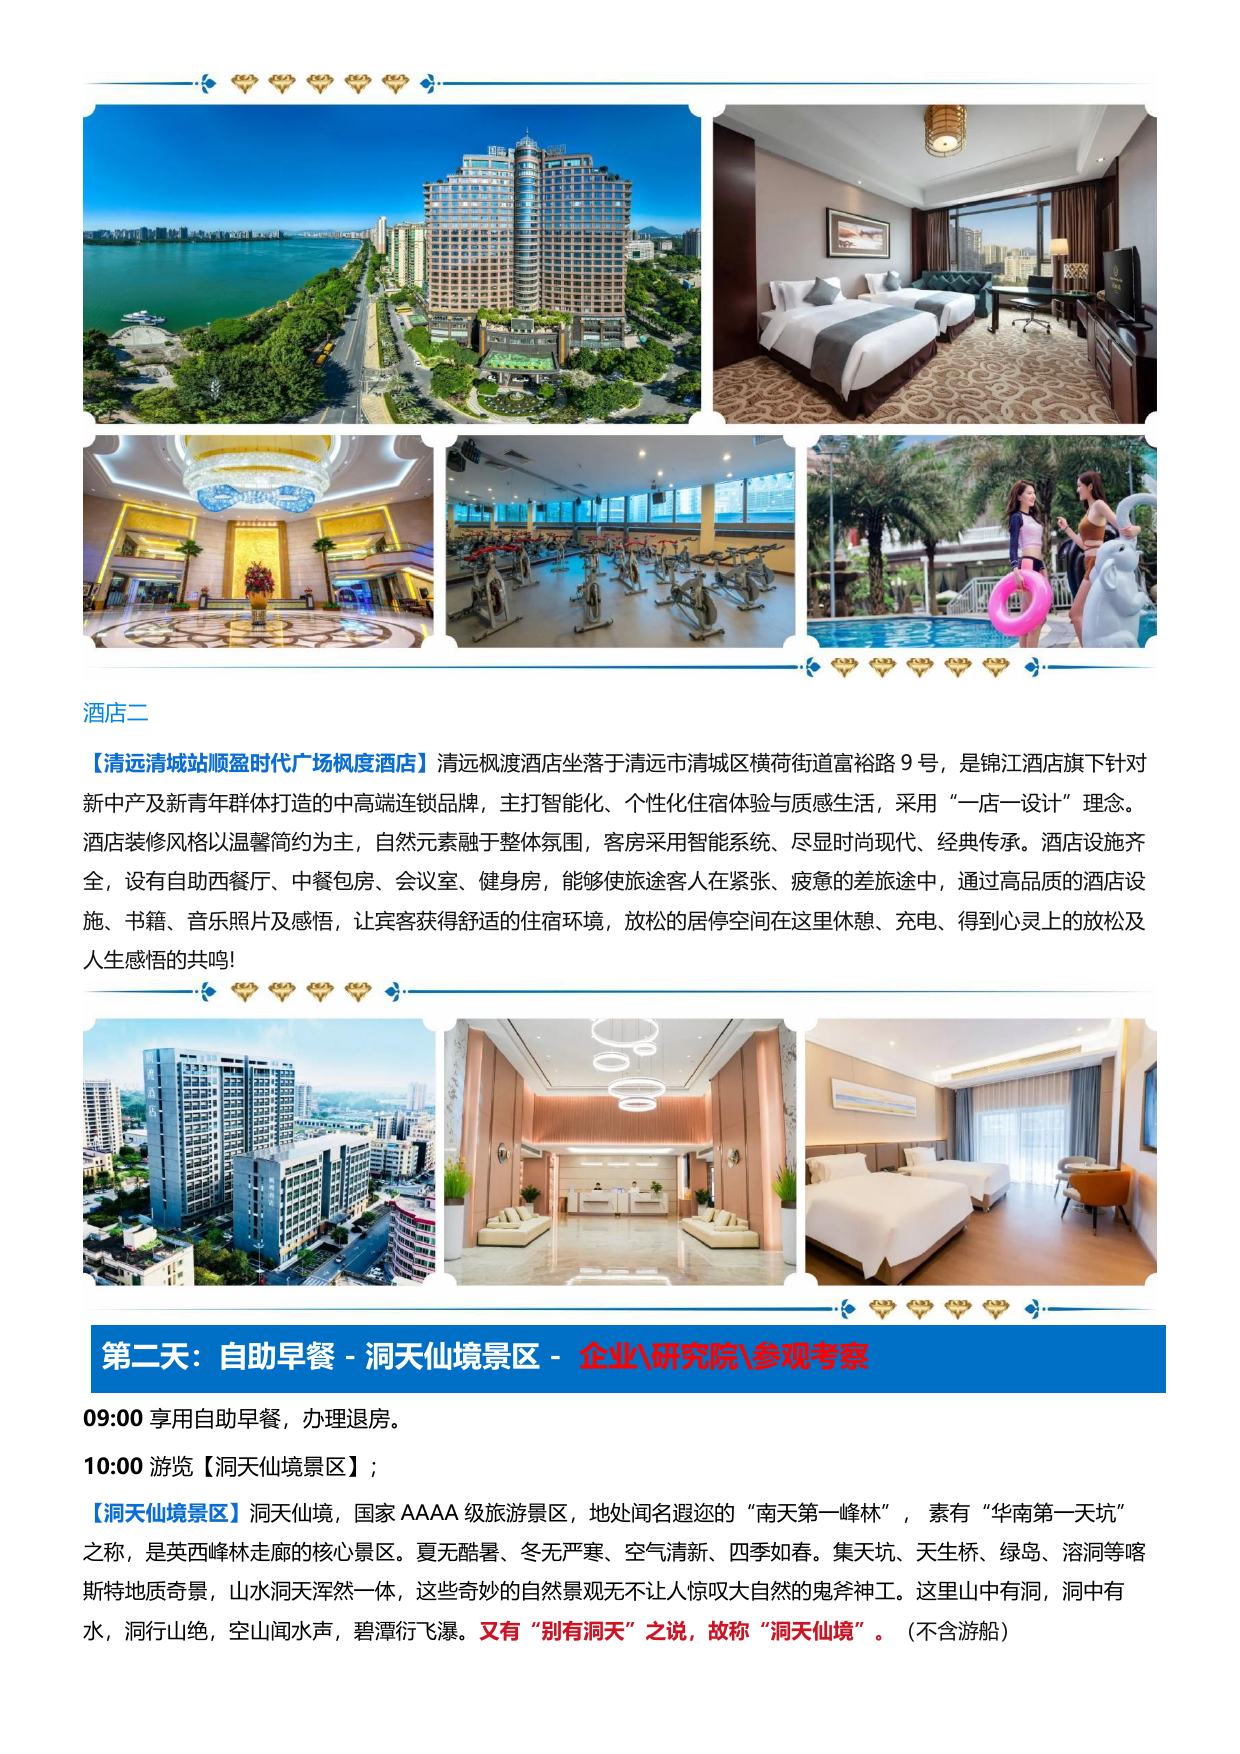 国际酒店
酒店二
【清远清城站顺盈时代广场枫度酒店】清远枫渡酒店坐落于清远市清城区横荷街道富裕路 9 号，是锦江酒店旗下针对
新中产及新青年群体打造的中高端连锁品牌，主打智能化、个性化住宿体验与质感生活，采用“一店一设计”理念。
酒店装修风格以温馨简约为主，自然元素融于整体氛围，客房采用智能系统、尽显时尚现代、经典传承。酒店设施齐
全，设有自助西餐厅、中餐包房、会议室、健身房，能够使旅途客人在紧张、疲惫的差旅途中，通过高品质的酒店设
施、书籍、音乐照片及感悟，让宾客获得舒适的住宿环境，放松的居停空间在这里休憩、充电、得到心灵上的放松及
人生感悟的共鸣!
枫渡酒店
枫渡酒店
第二天：自助早餐 - 洞天仙境景区 - 企业\研究院\参观考察
09:00 享用自助早餐，办理退房。
10:00 游览【洞天仙境景区】；
【洞天仙境景区】洞天仙境，国家 AAAA 级旅游景区，地处闻名遐迩的“南天第一峰林”， 素有“华南第一天坑”
之称，是英西峰林走廊的核心景区。夏无酷暑、冬无严寒、空气清新、四季如春。集天坑、天生桥、绿岛、溶洞等喀
斯特地质奇景，山水洞天浑然一体，这些奇妙的自然景观无不让人惊叹大自然的鬼斧神工。这里山中有洞，洞中有
水，洞行山绝，空山闻水声，碧潭衍飞瀑。又有“别有洞天”之说，故称“洞天仙境”。（不含游船）